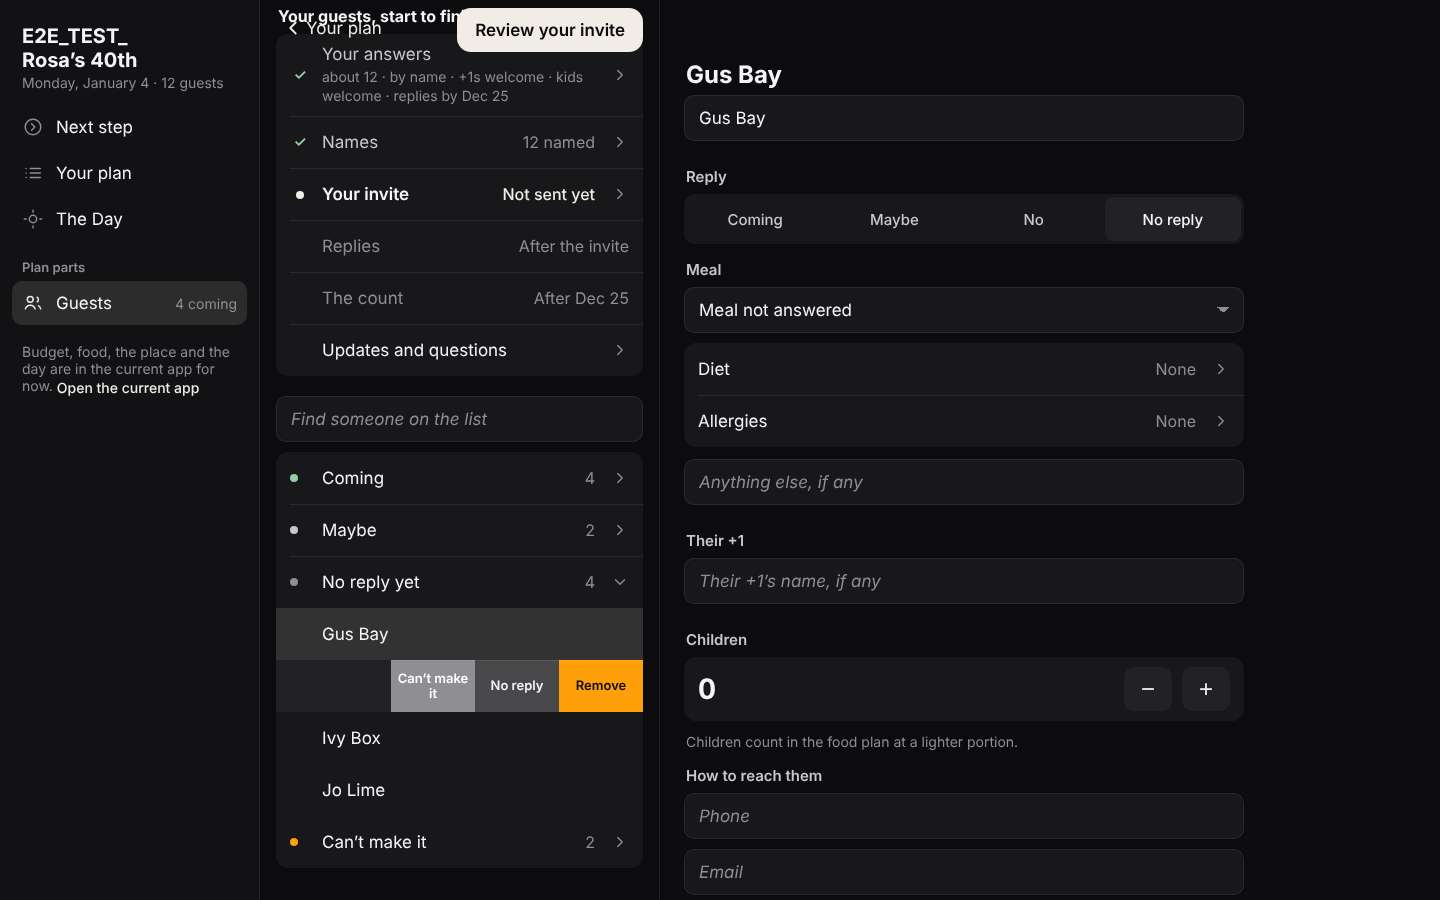 E2E_TEST_
Rosa’s 40th
Monday, January 4 · 12 guests
Next step
Your plan
The Day
Plan parts
Guests 4 coming
Budget, food, the place and the
day are in the current app for
now. Open the current app
Your guests, start to fin
Your plan
Review your invite
Your answers
about 12 · by name · +1s welcome · kids
welcome · replies by Dec 25
Names 12 named
Your invite Not sent yet
Replies After the invite
The count After Dec 25
Updates and questions
Find someone on the list
Coming 4
Maybe 2
No reply yet 4
Gus Bay
Can’t make
it
No reply
Remove
Ivy Box
Jo Lime
Can’t make it 2
Gus Bay
Gus Bay
Reply
Coming Maybe No No reply
Meal
Meal not answered
Diet None
Allergies None
Anything else, if any
Their +1
Their +1’s name, if any
Children
0 − +
Children count in the food plan at a lighter portion.
How to reach them
Phone
Email